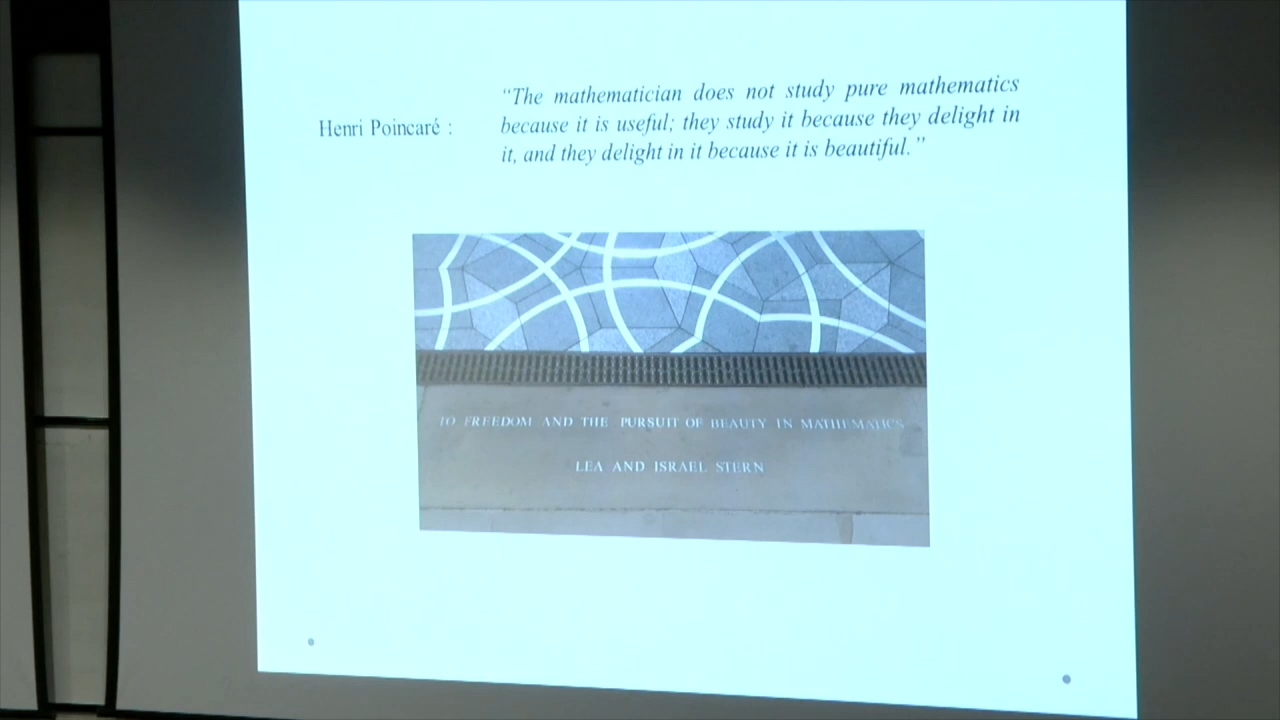 Henri Poincaré :
“The mathematician does not study pure mathematics
because it is useful; they study it because they delight in
it, and they delight in it because it is beautiful.”
TO FREEDOM AND THE PURSUIT OF BEAUTY IN MATHEMATICS
LEA AND ISRAEL STERN